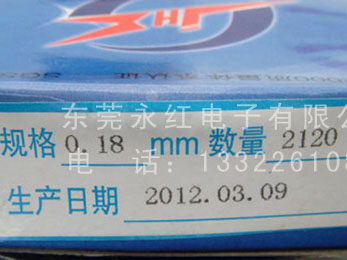 东莞永红电子有限公
规格 0.18 mm 数量 2120
电 话：133226108
生产日期 2012.03.09